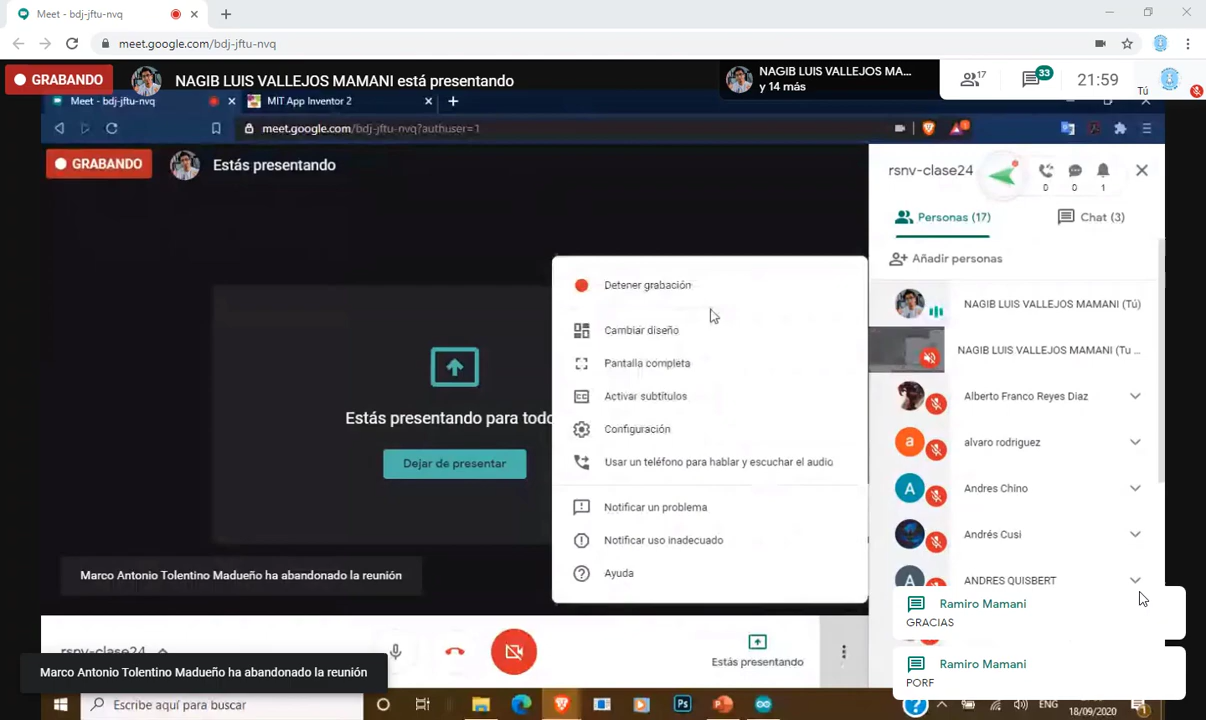 Meet - bdj-jftu-nvq
meet.google.com/bdj-jftu-nvq
GRABANDO
NAGIB LUIS VALLEJOS MAMANI está presentando
NAGIB LUIS VALLEJOS MA...
y 14 más
17
33
21:59
Tú
Meet - bdj-jftu-nvq
MIT App Inventor 2
meet.google.com/bdj-jftu-nvq?authuser=1
GRABANDO
Estás presentando
rsnv-clase24
0
0
1
Personas (17)
Chat (3)
Añadir personas
Detener grabación
Cambiar diseño
Pantalla completa
Activar subtítulos
Configuración
Usar un teléfono para hablar y escuchar el audio
Notificar un problema
Notificar uso inadecuado
Ayuda
Estás presentando para todo
Dejar de presentar
NAGIB LUIS VALLEJOS MAMANI (Tú)
NAGIB LUIS VALLEJOS MAMANI (Tu ...
Alberto Franco Reyes Diaz
a
alvaro rodriguez
A
Andres Chino
Andrés Cusi
A
ANDRES QUISBERT
Marco Antonio Tolentino Madueño ha abandonado la reunión
Ramiro Mamani
GRACIAS
Ramiro Mamani
PORF
rsnv-clase24
Estás presentando
Marco Antonio Tolentino Madueño ha abandonado la reunión
Escribe aquí para buscar
Ps
ENG
18/09/2020